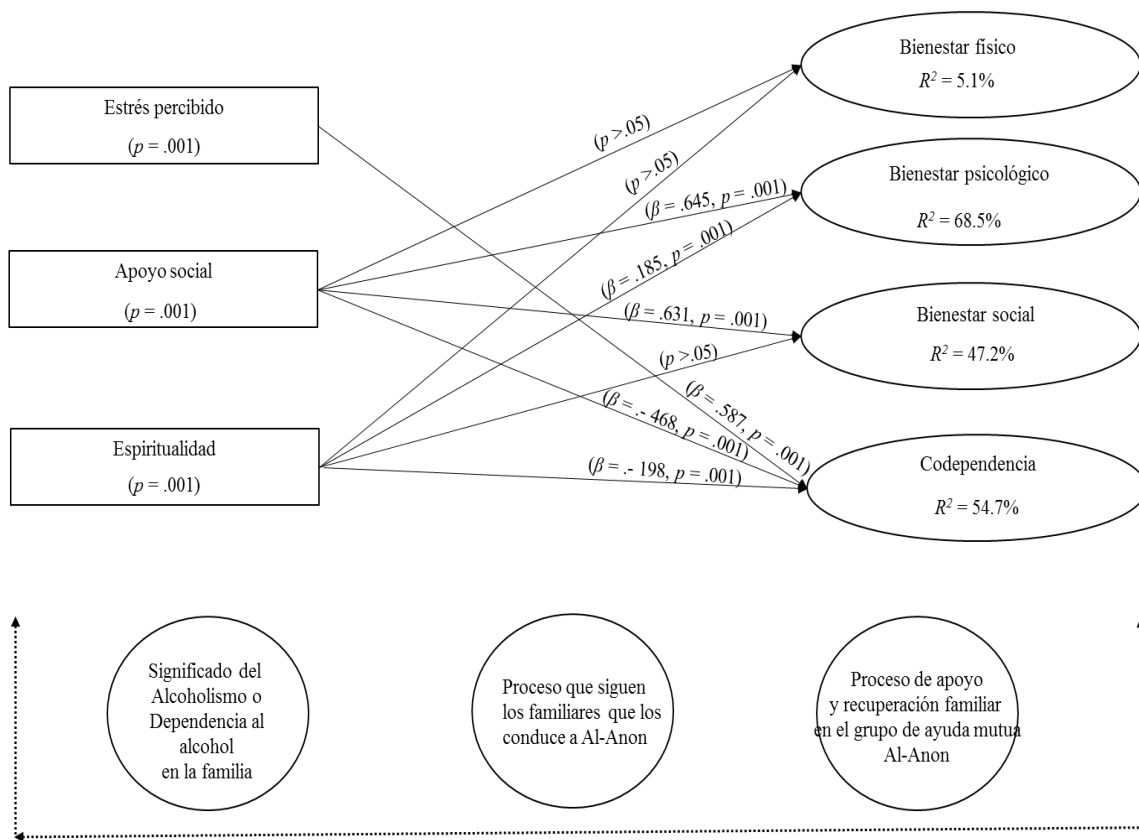 Estrés percibido
(p = .001)
Apoyo social
(p = .001)
Espiritualidad
(p = .001)
(p >.05)
(p >.05)
(β = .645, p = .001)
(β = .185, p = .001)
(β = .631, p = .001)
(p >.05)
(β = .587, p = .001)
(β = .- 468, p = .001)
(β = .- 198, p = .001)
Bienestar físico
R² = 5.1%
Bienestar psicológico
R² = 68.5%
Bienestar social
R² = 47.2%
Codependencia
R² = 54.7%
Significado del
Alcoholismo o
Dependencia al
alcohol
en la familia
Proceso que siguen
los familiares que los
conduce a Al-Anon
Proceso de apoyo
y recuperación familiar
en el grupo de ayuda mutua
Al-Anon